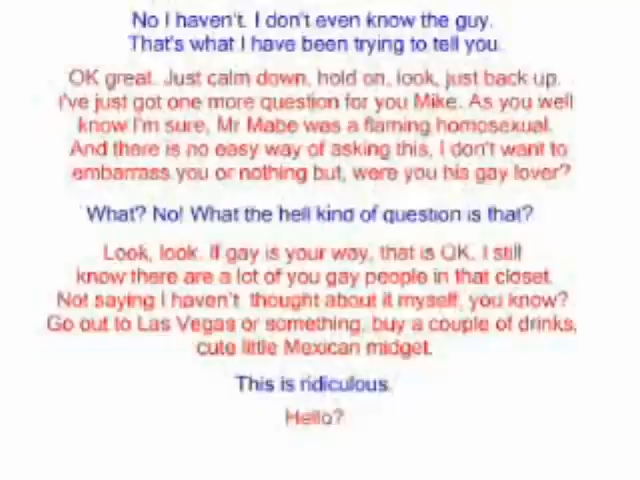 No I haven't. I don't even know the guy.
That's what I have been trying to tell you.
OK great. Just calm down, hold on, look, just back up.
I've just got one more question for you Mike. As you well
know I'm sure, Mr Mabe was a flaming homosexual.
And there is no easy way of asking this, I don't want to
embarrass you or nothing but, were you his gay lover?
What? No! What the hell kind of question is that?
Look, look. If gay is your way, that is OK. I still
know there are a lot of you gay people in that closet.
Not saying I haven't thought about it myself, you know?
Go out to Las Vegas or something, buy a couple of drinks,
cute little Mexican midget.
This is ridiculous.
Hello?